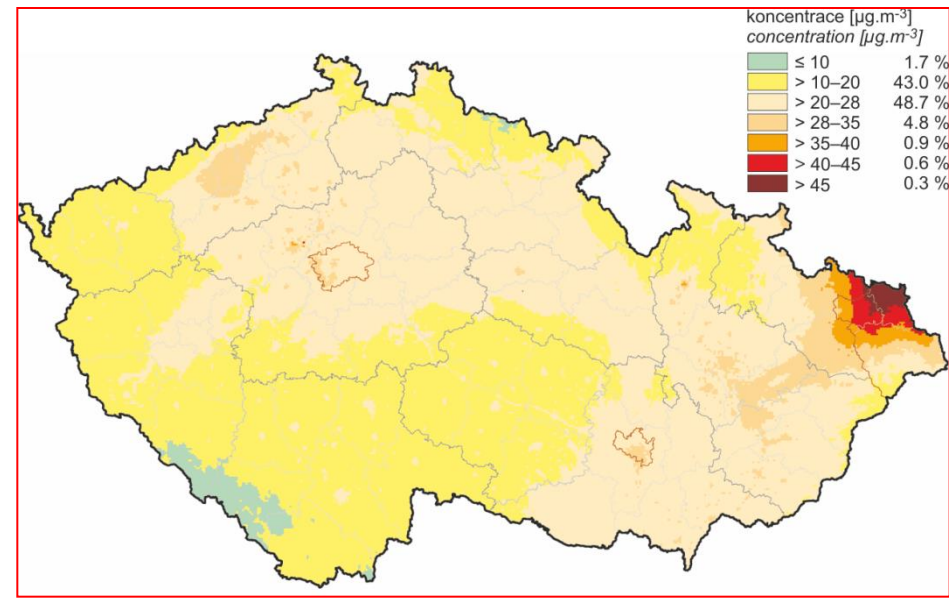 koncentrace [µg.m-3]
concentration [µg.m-3]
≤ 10 1.7 %
> 10–20 43.0 %
> 20–28 48.7 %
> 28–35 4.8 %
> 35–40 0.9 %
> 40–45 0.6 %
> 45 0.3 %